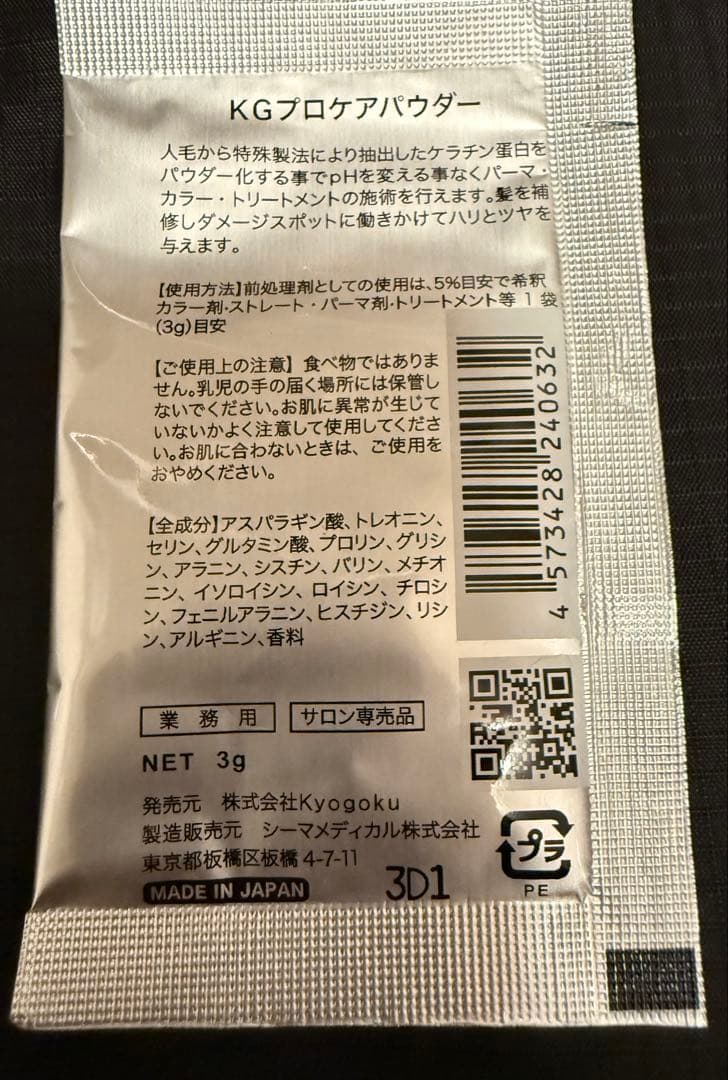 KGプロケアパウダー
人毛から特殊製法により抽出したケラチン蛋白を
パウダー化する事でpHを変える事なくパーマ・
カラー・トリートメントの施術を行えます。髪を補
修しダメージスポットに働きかけてハリとツヤを
与えます。
【使用方法】前処理剤としての使用は、5%目安で希釈
カラー剤・ストレート・パーマ剤・トリートメント等 1 袋
(3g)目安
【ご使用上の注意】食べ物ではありま
せん。乳児の手の届く場所には保管し
ないでください。お肌に異常が生じて
いないかよく注意して使用してくださ
い。お肌に合わないときは、ご使用を
おやめください。
4 573428 240632
【全成分】アスパラギン酸、トレオニン、
セリン、グルタミン酸、プロリン、グリシ
ン、アラニン、シスチン、バリン、メチオ
ニン、イソロイシン、ロイシン、チロシ
ン、フェニルアラニン、ヒスチジン、リシ
ン、アルギニン、香料
業務用 サロン専売品
NET 3g
発売元 株式会社Kyogoku
製造販売元 シーマメディカル株式会社
東京都板橋区板橋 4-7-11
MADE IN JAPAN 3D1
プラ
PE